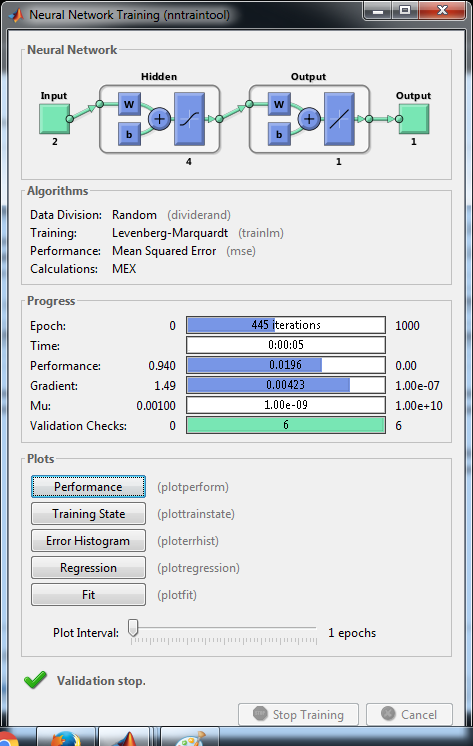 Neural Network Training (nntraintool)
Neural Network
Hidden Output
Input Output
W W
b b
2 4 1 1
Algorithms
Data Division: Random (dividerand)
Training: Levenberg-Marquardt (trainlm)
Performance: Mean Squared Error (mse)
Calculations: MEX
Progress
Epoch: 0 445 iterations 1000
Time: 0:00:05
Performance: 0.940 0.0196 0.00
Gradient: 1.49 0.00423 1.00e-07
Mu: 0.00100 1.00e-09 1.00e+10
Validation Checks: 0 6 6
Plots
Performance (plotperform)
Training State (plottrainstate)
Error Histogram (ploterrhist)
Regression (plotregression)
Fit (plotfit)
Plot Interval: 1 epochs
Validation stop.
Stop Training Cancel